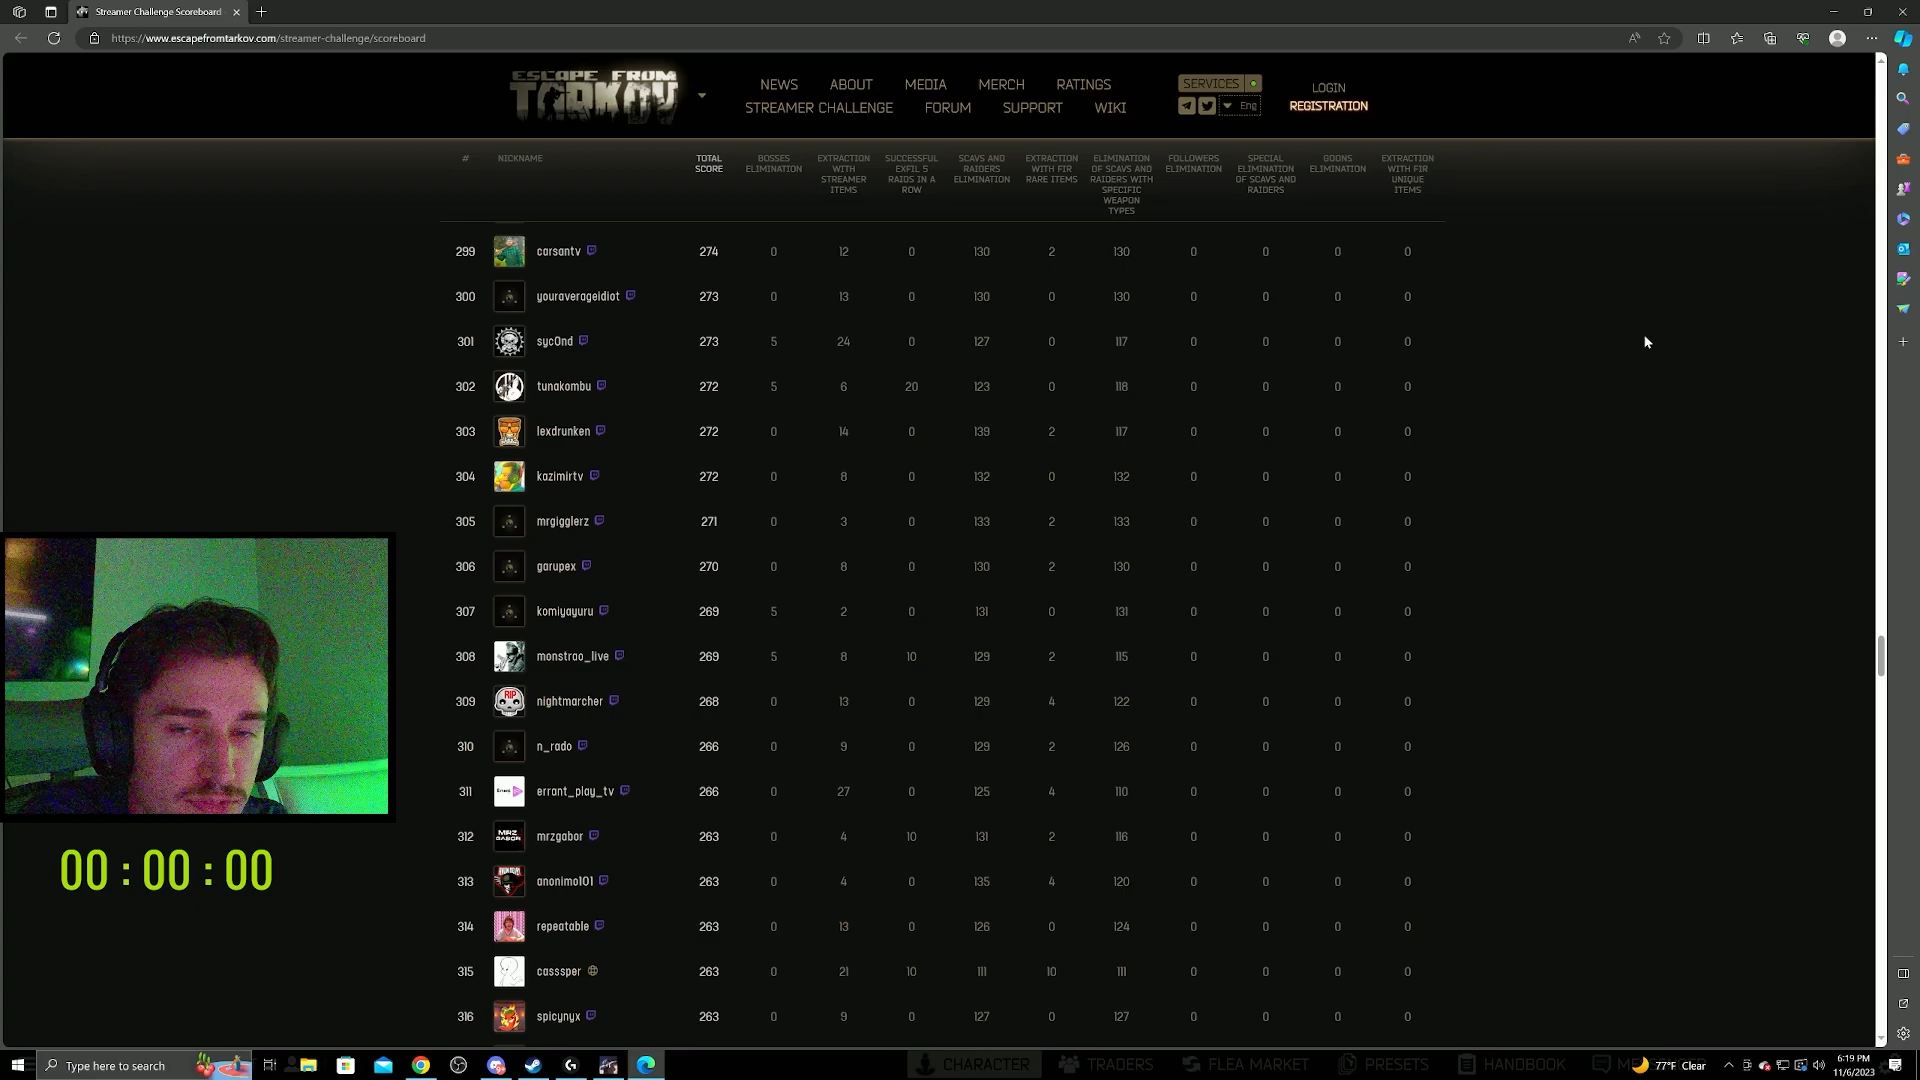 Streamer Challenge Scoreboard
https://www.escapefromtarkov.com/streamer-challenge/scoreboard
ESCAPE FROM TARKOV
NEWS ABOUT MEDIA MERCH RATINGS
STREAMER CHALLENGE FORUM SUPPORT WIKI
SERVICES
Eng
LOGIN
REGISTRATION
# NICKNAME TOTAL SCORE BOSSES ELIMINATION EXTRACTION WITH STREAMER ITEMS SUCCESSFUL EXFIL 5 RAIDS IN A ROW SCAVS AND RAIDERS ELIMINATION EXTRACTION WITH FIR RARE ITEMS ELIMINATION OF SCAVS AND RAIDERS WITH SPECIFIC WEAPON TYPES FOLLOWERS ELIMINATION SPECIAL ELIMINATION OF SCAVS AND RAIDERS GOONS ELIMINATION EXTRACTION WITH FIR UNIQUE ITEMS
299 carsantv 274 0 12 0 130 2 130 0 0 0 0
300 youraverageidiot 273 0 13 0 130 0 130 0 0 0 0
301 syc0nd 273 5 24 0 127 0 117 0 0 0 0
302 tunakombu 272 5 6 20 123 0 118 0 0 0 0
303 lexdrunken 272 0 14 0 139 2 117 0 0 0 0
304 kazimirtv 272 0 8 0 132 0 132 0 0 0 0
305 mrgigglerz 271 0 3 0 133 2 133 0 0 0 0
306 garupex 270 0 8 0 130 2 130 0 0 0 0
307 komiyayuru 269 5 2 0 131 0 131 0 0 0 0
308 monstrao_live 269 5 8 10 129 2 115 0 0 0 0
309 RIP nightmarcher 268 0 13 0 129 4 122 0 0 0 0
310 n_rado 266 0 9 0 129 2 126 0 0 0 0
311 errant_play_tv 266 0 27 0 125 4 110 0 0 0 0
312 MRZ GABOR mrzgabor 263 0 4 10 131 2 116 0 0 0 0
313 anonimo101 263 0 4 0 135 4 120 0 0 0 0
314 repeatable 263 0 13 0 126 0 124 0 0 0 0
315 casssper 263 0 21 10 111 10 111 0 0 0 0
316 spicynyx 263 0 9 0 127 0 127 0 0 0 0
00:00:00
Type here to search
CHARACTER TRADERS FLEA MARKET PRESETS HANDBOOK
77°F Clear
6:19 PM
11/6/2023